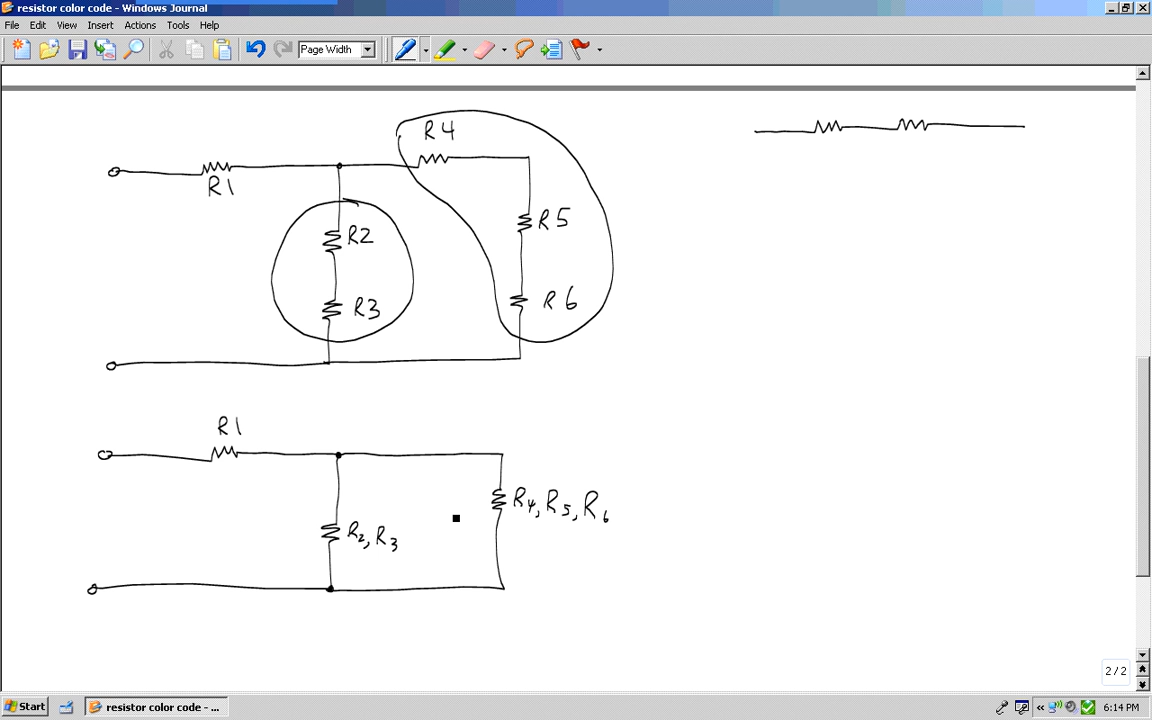 resistor color code - Windows Journal
File Edit View Insert Actions Tools Help
Page Width
R4
R1
R5
R2
R6
R3
R1
R4, R5, R6
R2, R3
2/2
Start
resistor color code - ...
6:14 PM